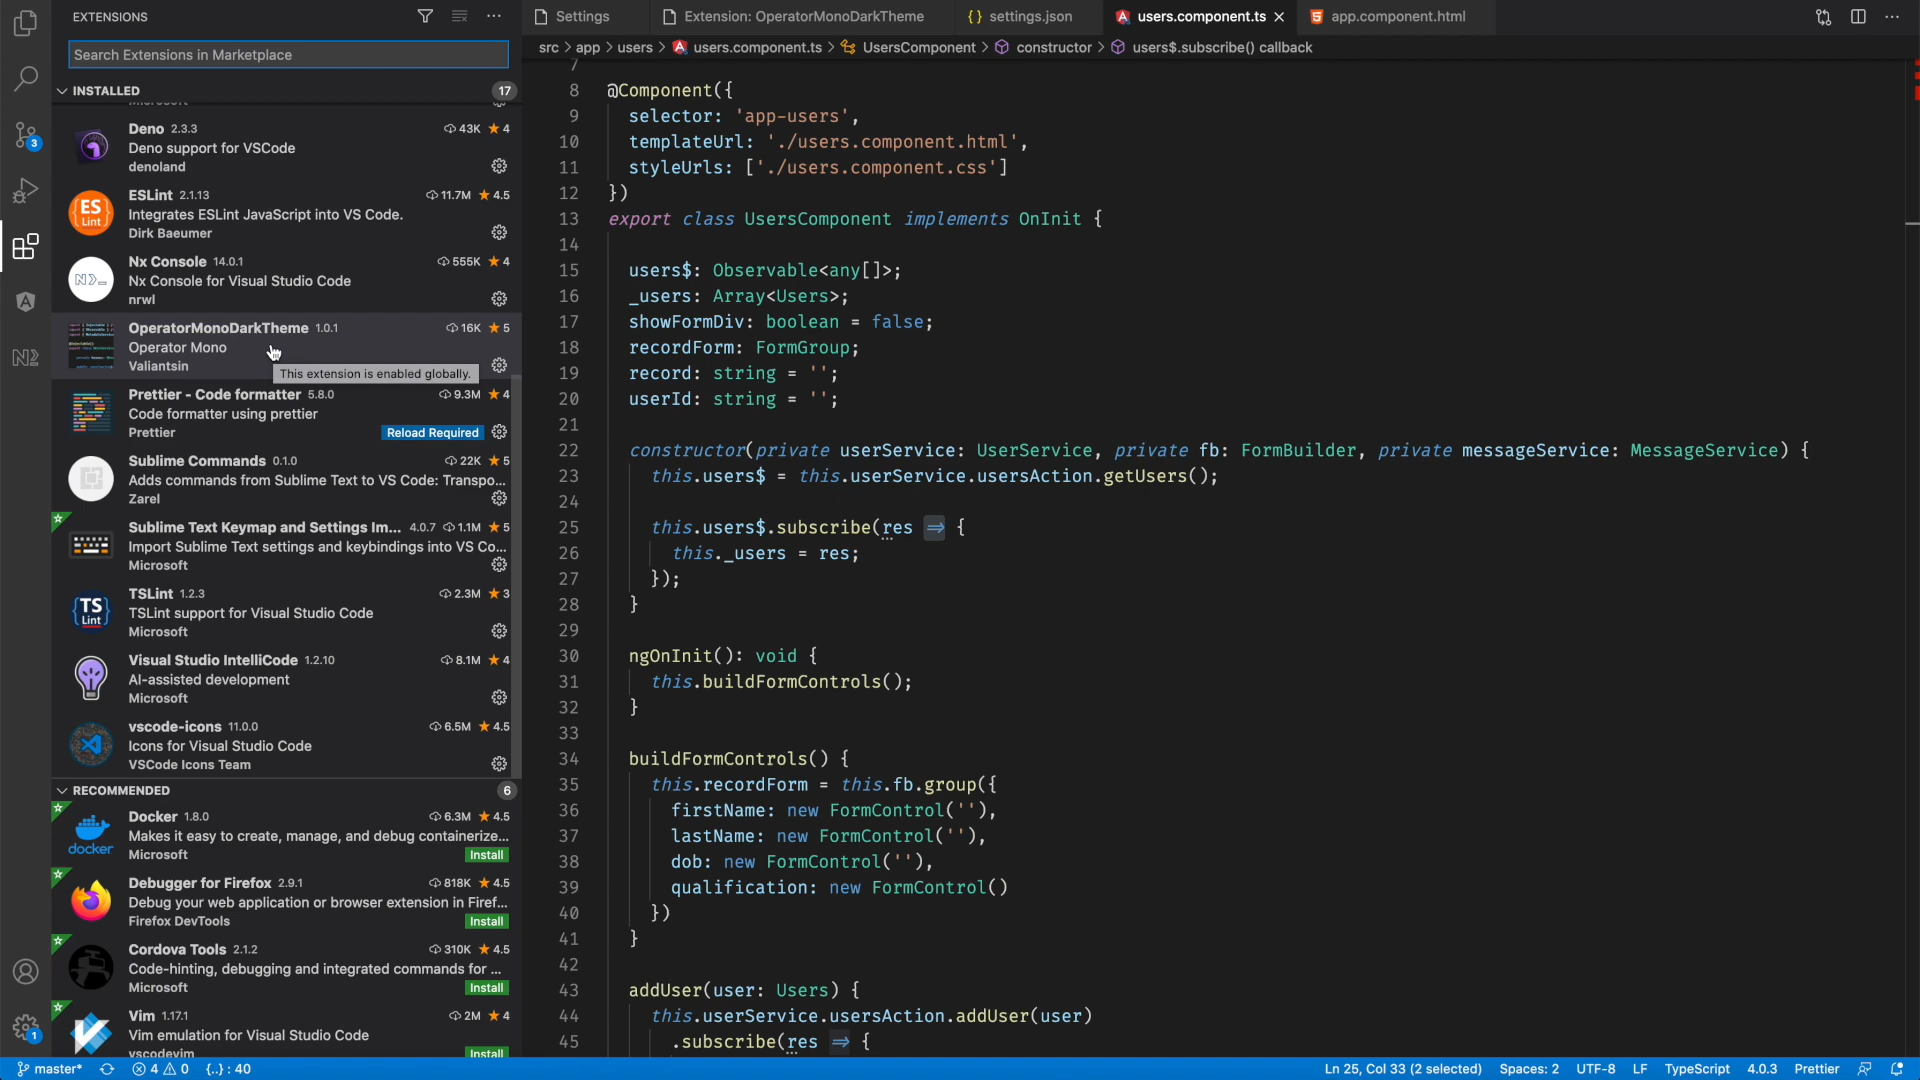 EXTENSIONS
Search Extensions in Marketplace
INSTALLED 17
Deno 2.3.3 43K 4
Deno support for VSCode
denoland
ES Lint
ESLint 2.1.13 11.7M 4.5
Integrates ESLint JavaScript into VS Code.
Dirk Baeumer
Nx Console 14.0.1 555K 4
Nx Console for Visual Studio Code
nrwl
OperatorMonoDarkTheme 1.0.1 16K 5
Operator Mono
Valiantsin
This extension is enabled globally.
Prettier - Code formatter 5.8.0 9.3M 4
Code formatter using prettier
Prettier Reload Required
Sublime Commands 0.1.0 22K 5
Adds commands from Sublime Text to VS Code: Transpo...
Zarel
Sublime Text Keymap and Settings Im... 4.0.7 1.1M 5
Import Sublime Text settings and keybindings into VS Co...
Microsoft
TS Lint
TSLint 1.2.3 2.3M 3
TSLint support for Visual Studio Code
Microsoft
Visual Studio IntelliCode 1.2.10 8.1M 4
AI-assisted development
Microsoft
vscode-icons 11.0.0 6.5M 4.5
Icons for Visual Studio Code
VSCode Icons Team
RECOMMENDED 6
docker
Docker 1.8.0 6.3M 4.5
Makes it easy to create, manage, and debug containerize...
Microsoft Install
Debugger for Firefox 2.9.1 818K 4.5
Debug your web application or browser extension in Firef...
Firefox DevTools Install
Cordova Tools 2.1.2 310K 4.5
Code-hinting, debugging and integrated commands for ...
Microsoft Install
Vim 1.17.1 2M 4
Vim emulation for Visual Studio Code
vscodevim Install
3
1
Settings Extension: OperatorMonoDarkTheme {} settings.json users.component.ts app.component.html
src > app > users > users.component.ts > UsersComponent > constructor > users$.subscribe() callback
7
8 @Component({
9 selector: 'app-users',
10 templateUrl: './users.component.html',
11 styleUrls: ['./users.component.css']
12 })
13 export class UsersComponent implements OnInit {
14
15 users$: Observable<any[]>;
16 _users: Array<Users>;
17 showFormDiv: boolean = false;
18 recordForm: FormGroup;
19 record: string = '';
20 userId: string = '';
21
22 constructor(private userService: UserService, private fb: FormBuilder, private messageService: MessageService) {
23 this.users$ = this.userService.usersAction.getUsers();
24
25 this.users$.subscribe(res => {
26 this._users = res;
27 });
28 }
29
30 ngOnInit(): void {
31 this.buildFormControls();
32 }
33
34 buildFormControls() {
35 this.recordForm = this.fb.group({
36 firstName: new FormControl(''),
37 lastName: new FormControl(''),
38 dob: new FormControl(''),
39 qualification: new FormControl()
40 })
41 }
42
43 addUser(user: Users) {
44 this.userService.usersAction.addUser(user)
45 .subscribe(res => {
master* 4 0 {..} : 40 Ln 25, Col 33 (2 selected) Spaces: 2 UTF-8 LF TypeScript 4.0.3 Prettier